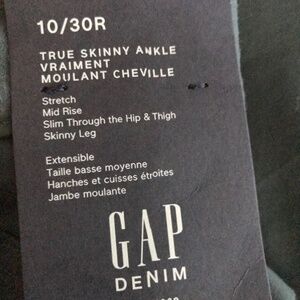 10/30R
TRUE SKINNY ANKLE
VRAIMENT
MOULANT CHEVILLE
Stretch
Mid Rise
Slim Through the Hip & Thigh
Skinny Leg
Extensible
Taille basse moyenne
Hanches et cuisses étroites
Jambe moulante
GAP
DENIM